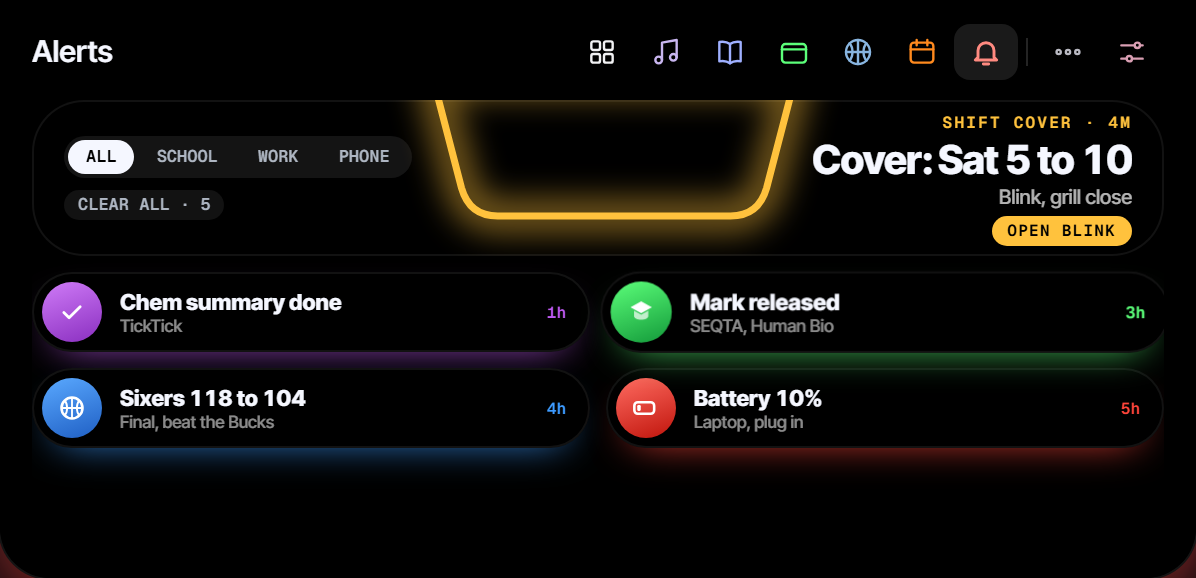 Alerts
ALL SCHOOL WORK PHONE
CLEAR ALL · 5
SHIFT COVER · 4M
Cover: Sat 5 to 10
Blink, grill close
OPEN BLINK
Chem summary done
TickTick
1h
Mark released
SEQTA, Human Bio
3h
Sixers 118 to 104
Final, beat the Bucks
4h
Battery 10%
Laptop, plug in
5h